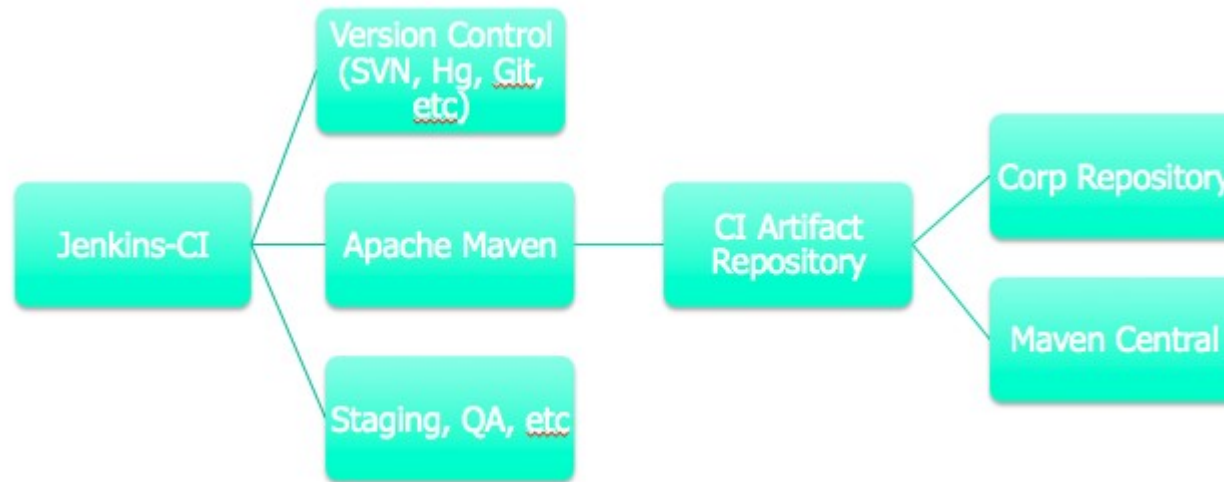 Version Control
(SVN, Hg, Git,
etc)
Jenkins-CI
Apache Maven
Staging, QA, etc
CI Artifact
Repository
Corp Repository
Maven Central